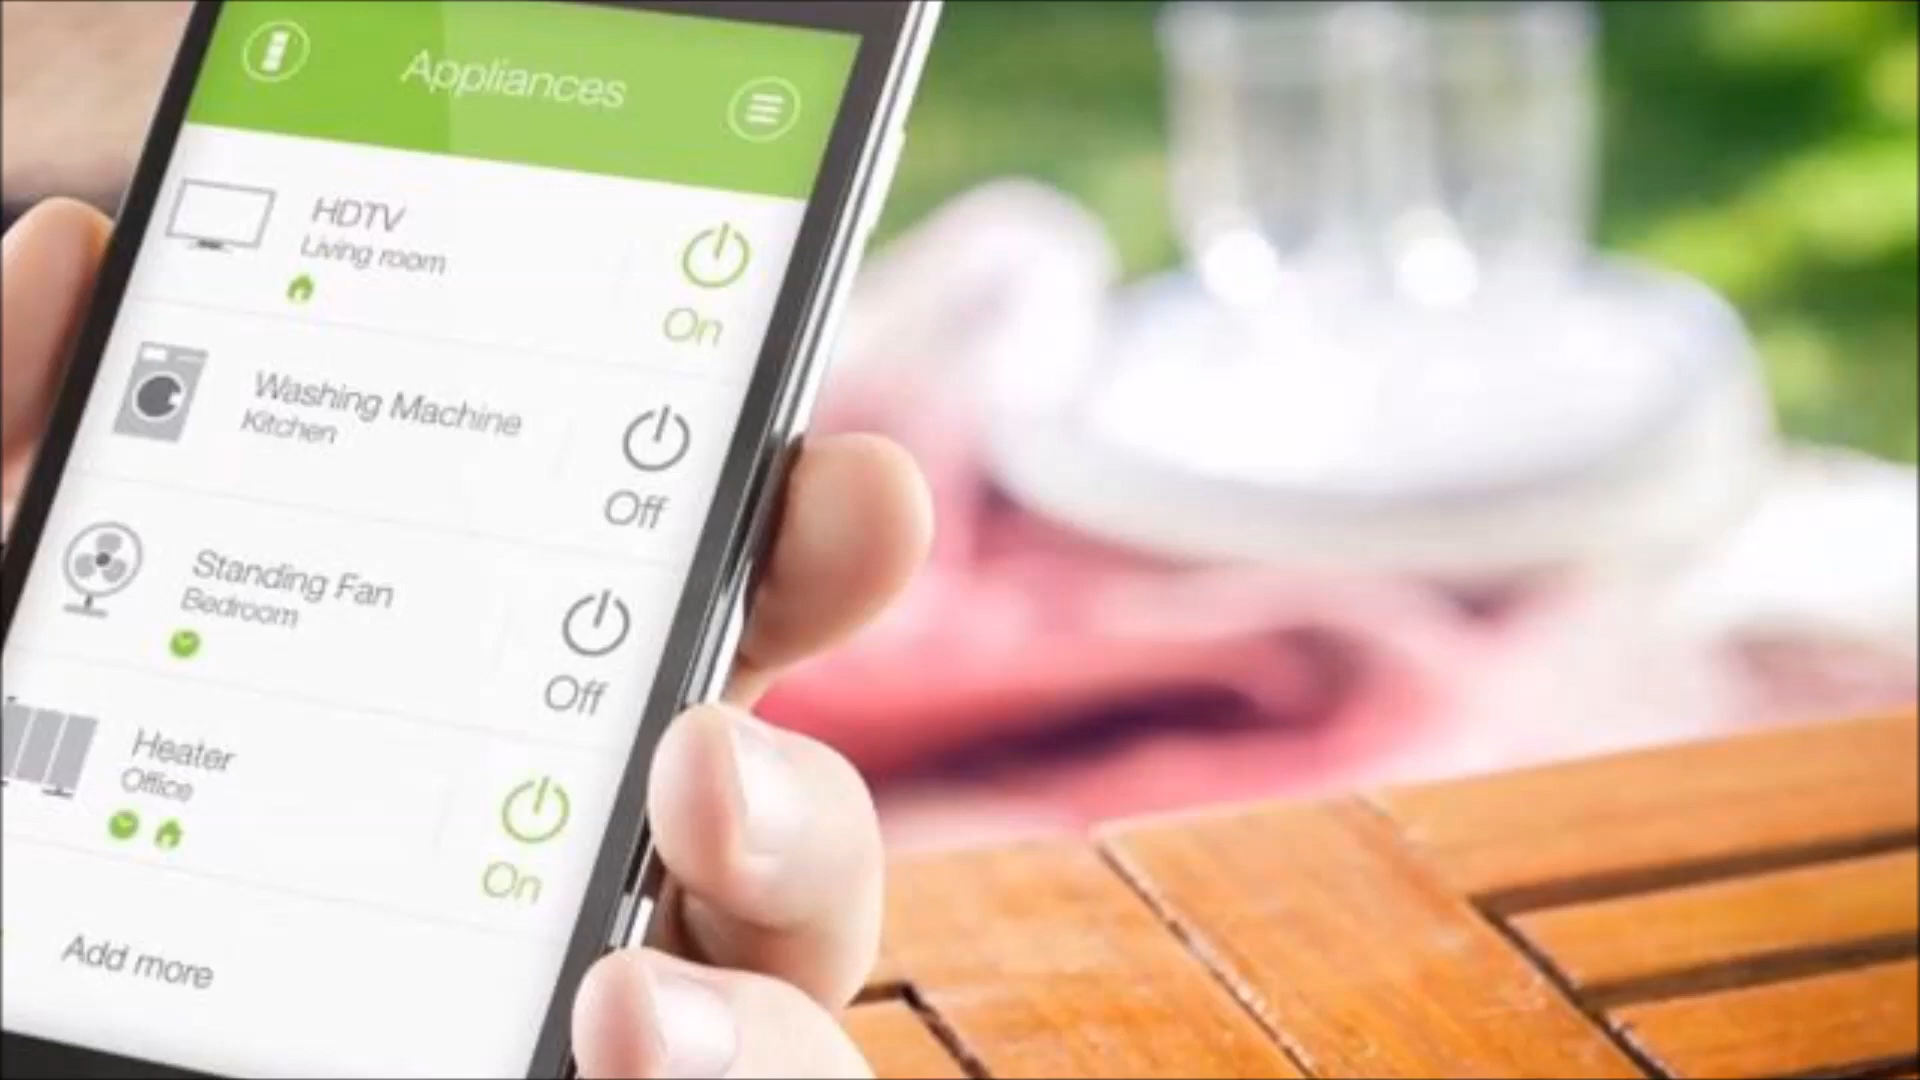 Appliances
HDTV
Living room
On
Washing Machine
Kitchen
Off
Standing Fan
Bedroom
Off
Heater
Office
On
Add more